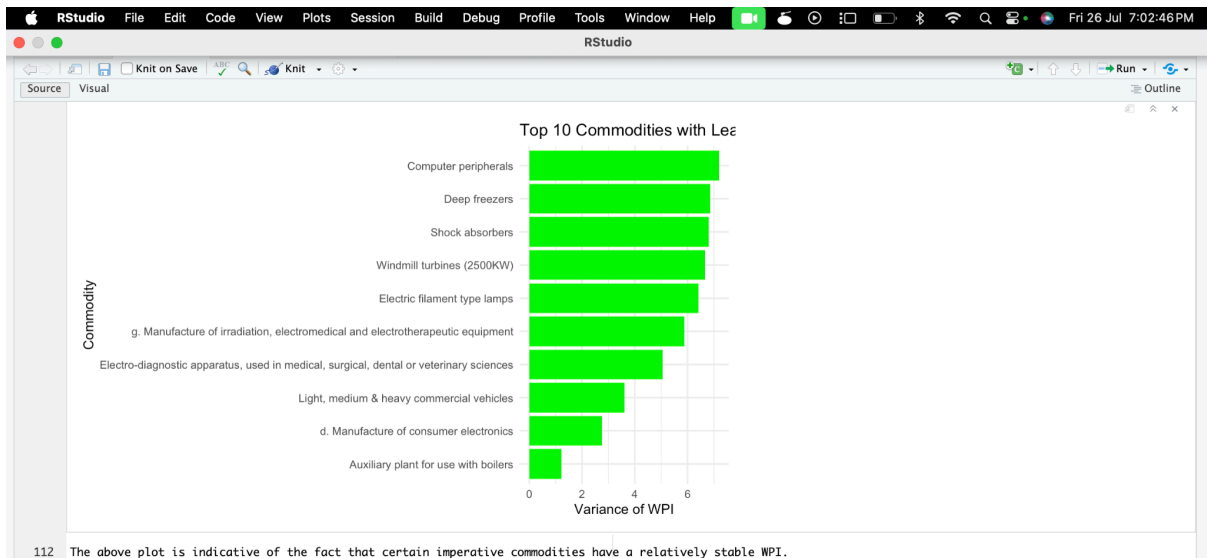 RStudio File Edit Code View Plots Session Build Debug Profile Tools Window Help Fri 26 Jul 7:02:46 PM
RStudio
Knit on Save ABC Knit Run
Source Visual Outline
Top 10 Commodities with Lea
Commodity
Computer peripherals
Deep freezers
Shock absorbers
Windmill turbines (2500KW)
Electric filament type lamps
g. Manufacture of irradiation, electromedical and electrotherapeutic equipment
Electro-diagnostic apparatus, used in medical, surgical, dental or veterinary sciences
Light, medium & heavy commercial vehicles
d. Manufacture of consumer electronics
Auxiliary plant for use with boilers
0 2 4 6
Variance of WPI
112 The above plot is indicative of the fact that certain imperative commodities have a relatively stable WPI.